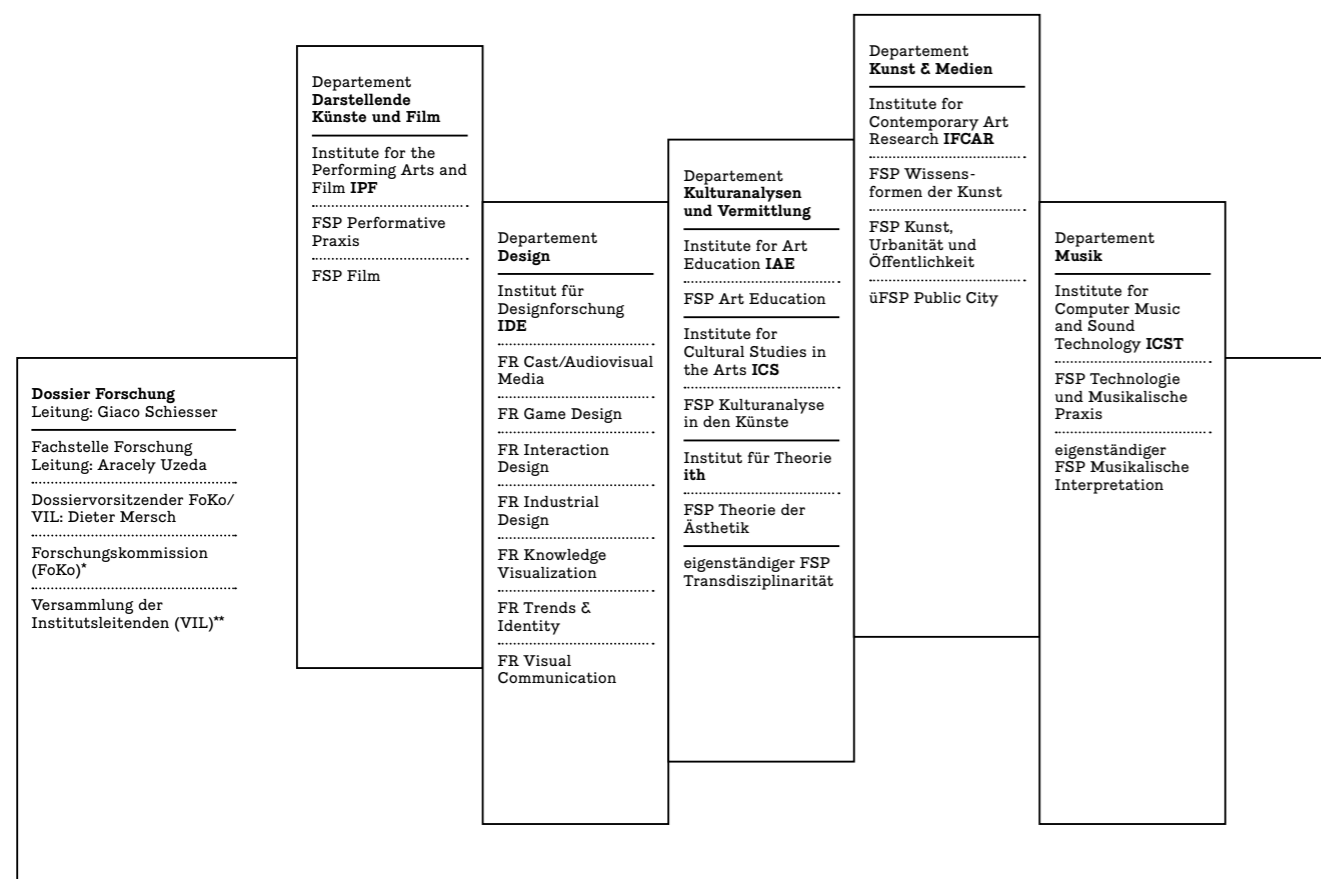 Dossier Forschung
Leitung: Giaco Schiesser
Fachstelle Forschung
Leitung: Aracely Uzeda
Dossiervorsitzender FoKo/
VIL: Dieter Mersch
Forschungskommission
(FoKo)*
Versammlung der
Institutsleitenden (VIL)**
Departement
Darstellende
Künste und Film
Institute for the
Performing Arts and
Film IPF
FSP Performative
Praxis
FSP Film
Departement
Design
Institut für
Designforschung
IDE
FR Cast/Audiovisual
Media
FR Game Design
FR Interaction
Design
FR Industrial
Design
FR Knowledge
Visualization
FR Trends &
Identity
FR Visual
Communication
Departement
Kulturanalysen
und Vermittlung
Institute for Art
Education IAE
FSP Art Education
Institute for
Cultural Studies in
the Arts ICS
FSP Kulturanalyse
in den Künste
Institut für Theorie
ith
FSP Theorie der
Ästhetik
eigenständiger FSP
Transdisziplinarität
Departement
Kunst & Medien
Institute for
Contemporary Art
Research IFCAR
FSP Wissens-
formen der Kunst
FSP Kunst,
Urbanität und
Öffentlichkeit
üFSP Public City
Departement
Musik
Institute for
Computer Music
and Sound
Technology ICST
FSP Technologie
und Musikalische
Praxis
eigenständiger
FSP Musikalische
Interpretation